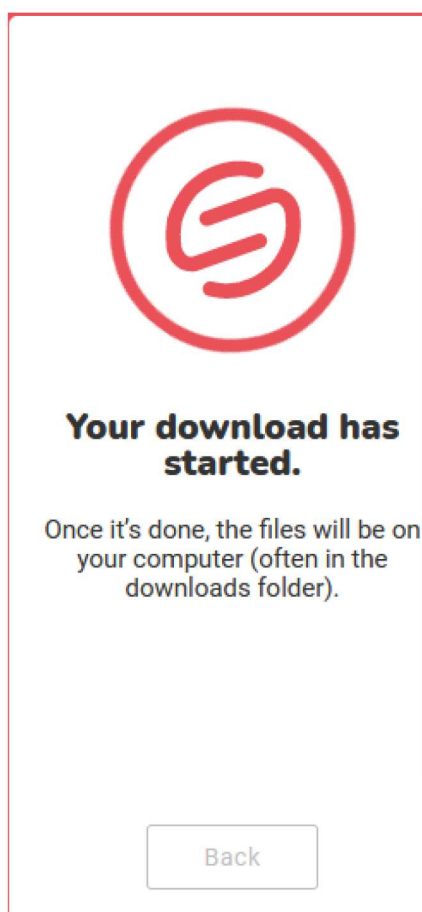 Your download has
started.
Once it’s done, the files will be on
your computer (often in the
downloads folder).
Back